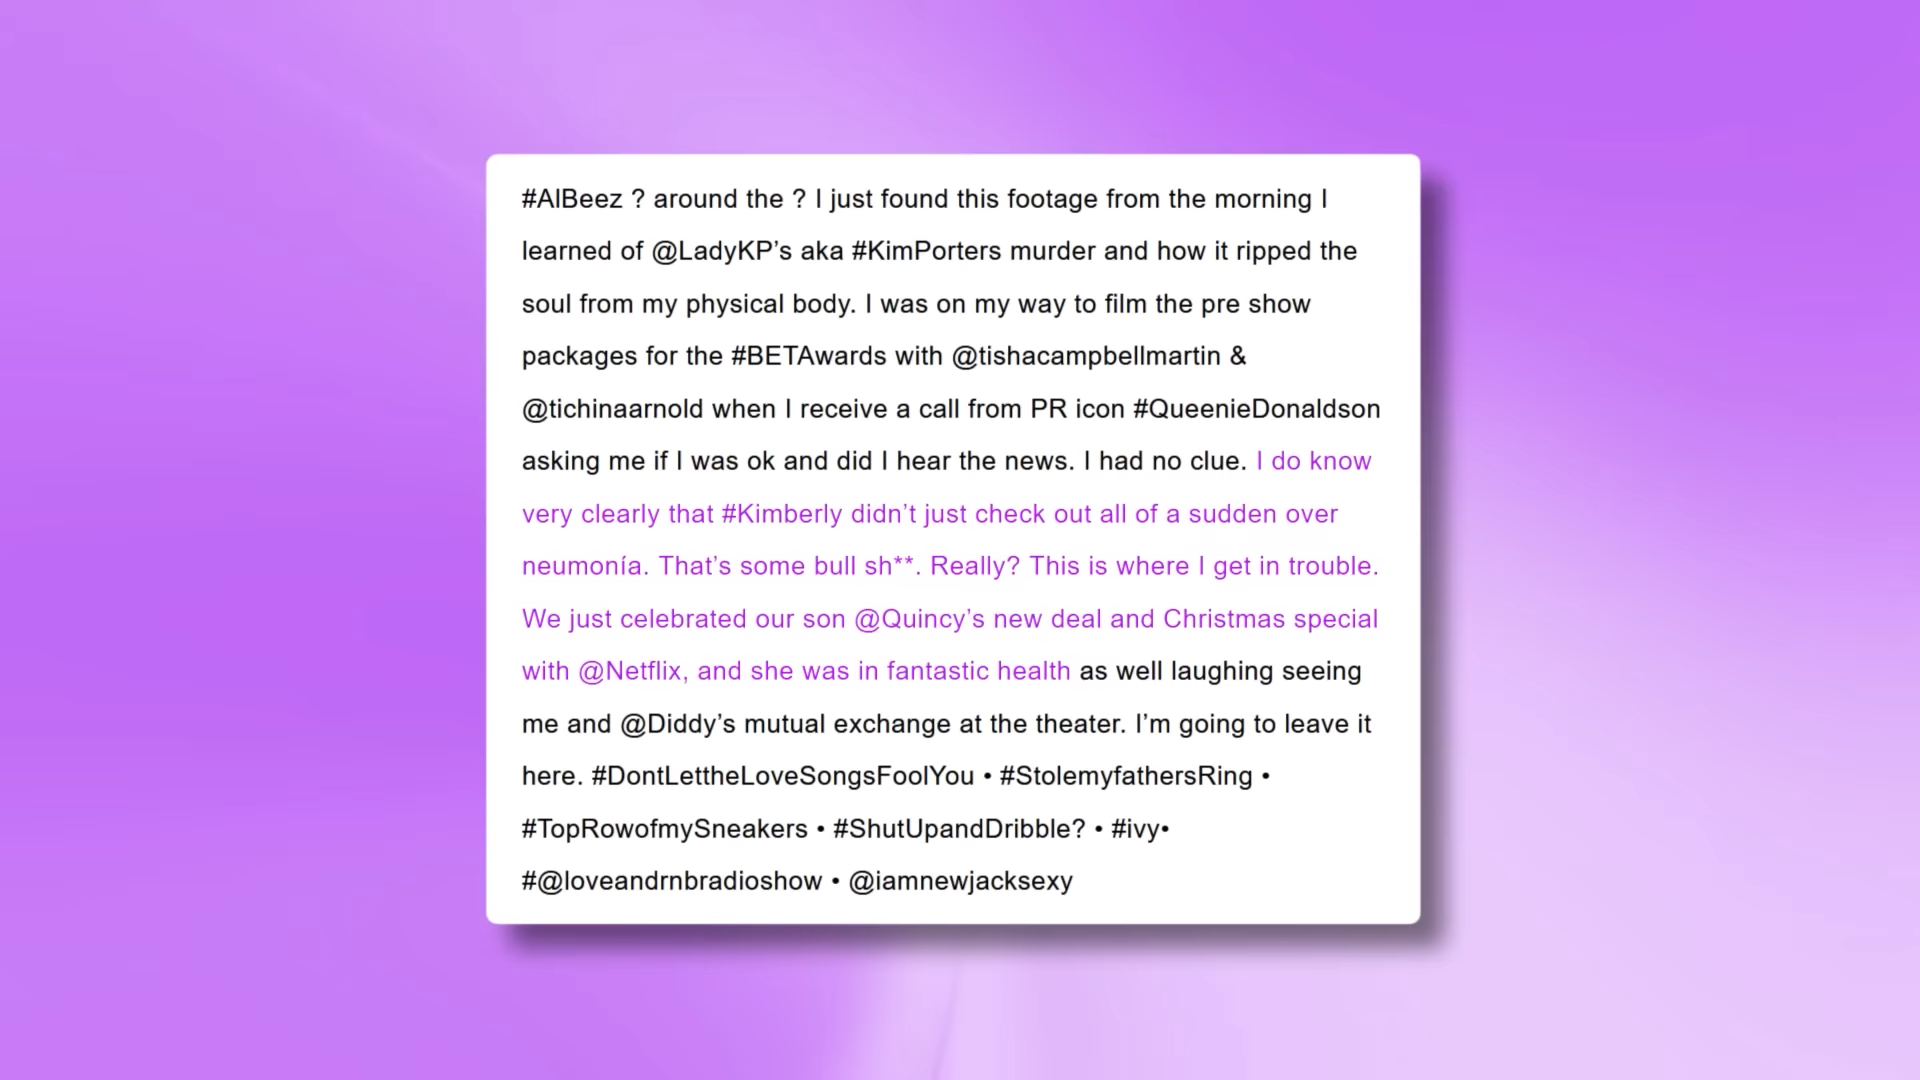 #AlBeez ? around the ? I just found this footage from the morning I
learned of @LadyKP’s aka #KimPorters murder and how it ripped the
soul from my physical body. I was on my way to film the pre show
packages for the #BETAwards with @tishacampbellmartin &
@tichinaarnold when I receive a call from PR icon #QueenieDonaldson
asking me if I was ok and did I hear the news. I had no clue. I do know
very clearly that #Kimberly didn’t just check out all of a sudden over
neumonía. That’s some bull sh**. Really? This is where I get in trouble.
We just celebrated our son @Quincy’s new deal and Christmas special
with @Netflix, and she was in fantastic health as well laughing seeing
me and @Diddy’s mutual exchange at the theater. I’m going to leave it
here. #DontLettheLoveSongsFoolYou • #StolemyfathersRing •
#TopRowofmySneakers • #ShutUpandDribble? • #ivy•
#@loveandrnbradioshow • @iamnewjacksexy